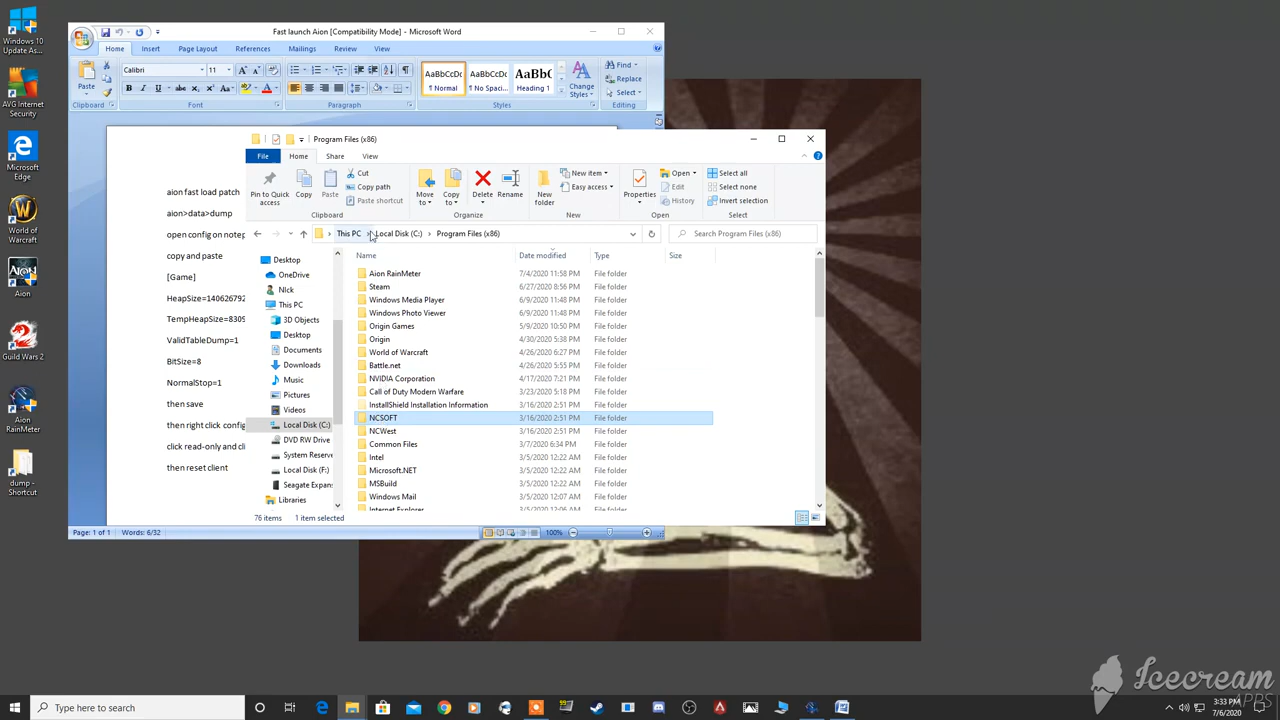 Windows 10
Update As...
AVG Internet
Security
Microsoft
Edge
World of
Warcraft
Aion
Guild Wars 2
Aion
RainMeter
dump -
Shortcut
Fast launch Aion [Compatibility Mode] - Microsoft Word
Home Insert Page Layout References Mailings Review View
Calibri 11
AaBbCcDc AaBbCcDc AaBbC
¶ Normal ¶ No Spaci... Heading 1
Paste
Change
Styles
Find
Replace
Select
Clipboard Font Paragraph Styles Editing
aion fast load patch
aion>data>dump
open config on notep
copy and paste
[Game]
HeapSize=140626792
TempHeapSize=8309
ValidTableDump=1
BitSize=8
NormalStop=1
then save
then right click config
click read-only and cli
then reset client
Page: 1 of 1 Words: 6/32 100%
Program Files (x86)
File Home Share View
Pin to Quick
access
Copy
Paste
Cut
Copy path
Paste shortcut
Move
to
Copy
to
Delete
Rename
New
folder
New item
Easy access
Properties
Open
Edit
History
Select all
Select none
Invert selection
Clipboard Organize New Open Select
This PC Local Disk (C:) Program Files (x86)
Search Program Files (x86)
Desktop
OneDrive
NIck
This PC
3D Objects
Desktop
Documents
Downloads
Music
Pictures
Videos
Local Disk (C:)
DVD RW Drive
System Reserve
Local Disk (F:)
Seagate Expans
Libraries
Name Date modified Type Size
Aion RainMeter 7/4/2020 11:58 PM File folder
Steam 6/27/2020 8:56 PM File folder
Windows Media Player 6/9/2020 11:48 PM File folder
Windows Photo Viewer 6/9/2020 11:48 PM File folder
Origin Games 5/9/2020 10:50 PM File folder
Origin 4/30/2020 5:38 PM File folder
World of Warcraft 4/26/2020 6:27 PM File folder
Battle.net 4/26/2020 5:55 PM File folder
NVIDIA Corporation 4/17/2020 7:21 PM File folder
Call of Duty Modern Warfare 3/23/2020 5:18 PM File folder
InstallShield Installation Information 3/16/2020 2:51 PM File folder
NCSOFT 3/16/2020 2:51 PM File folder
NCWest 3/16/2020 2:51 PM File folder
Common Files 3/7/2020 6:34 PM File folder
Intel 3/5/2020 12:22 AM File folder
Microsoft.NET 3/5/2020 12:22 AM File folder
MSBuild 3/5/2020 12:22 AM File folder
Windows Mail 3/5/2020 12:07 AM File folder
Internet Explorer 3/5/2020 12:06 AM File folder
76 items 1 item selected
Icecream
APPS
Type here to search
3:33 PM
7/6/2020